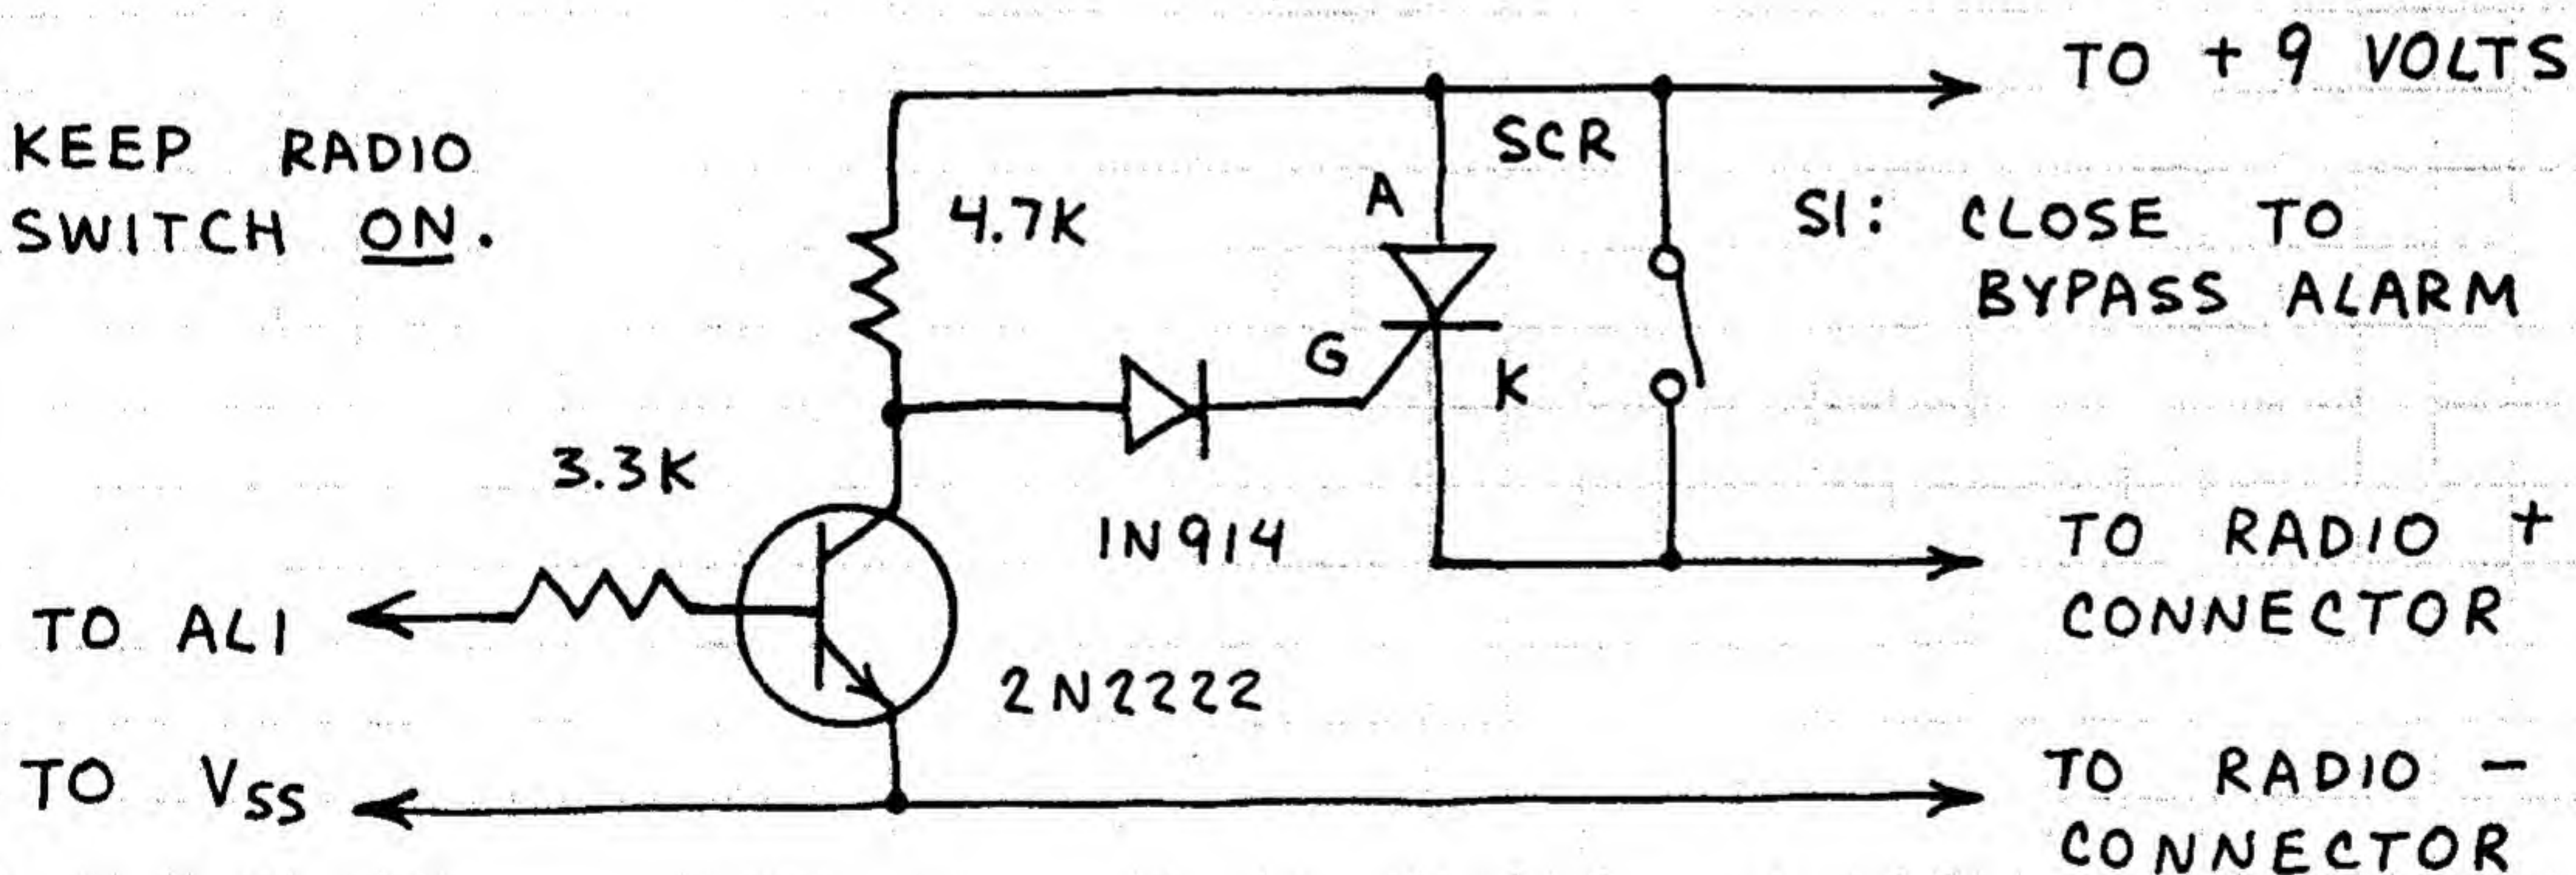 TO + 9 VOLTS
KEEP RADIO
SWITCH ON.
SCR
A
4.7K
S1: CLOSE TO
BYPASS ALARM
G
K
3.3K
1N914
TO RADIO +
CONNECTOR
TO AL1
2N2222
TO VSS
TO RADIO -
CONNECTOR